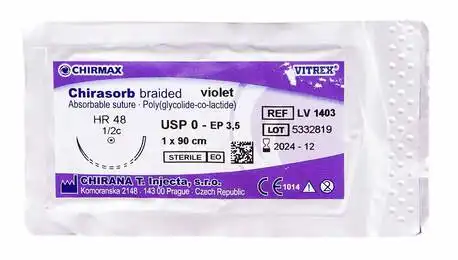 CHIRMAX
VITREX®
Chirasorb braided violet
Absorbable suture · Poly(glycolide-co-lactide)
HR 48
1/2c
USP 0 - EP 3,5
1 x 90 cm
STERILE EO
REF LV 1403
LOT 5332819
2024 - 12
CHIRANA T. Injecta, s.r.o.
Komoranska 2148 · 143 00 Prague · Czech Republic
CE 1014